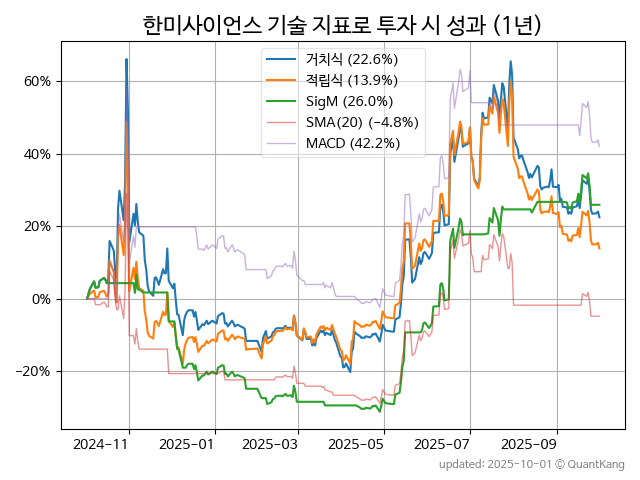 한미사이언스 기술 지표로 투자 시 성과 (1년)
거치식 (22.6%)
적립식 (13.9%)
SigM (26.0%)
SMA(20) (-4.8%)
MACD (42.2%)
60%
40%
20%
0%
-20%
2024-11 2025-01 2025-03 2025-05 2025-07 2025-09
updated: 2025-10-01 © QuantKang